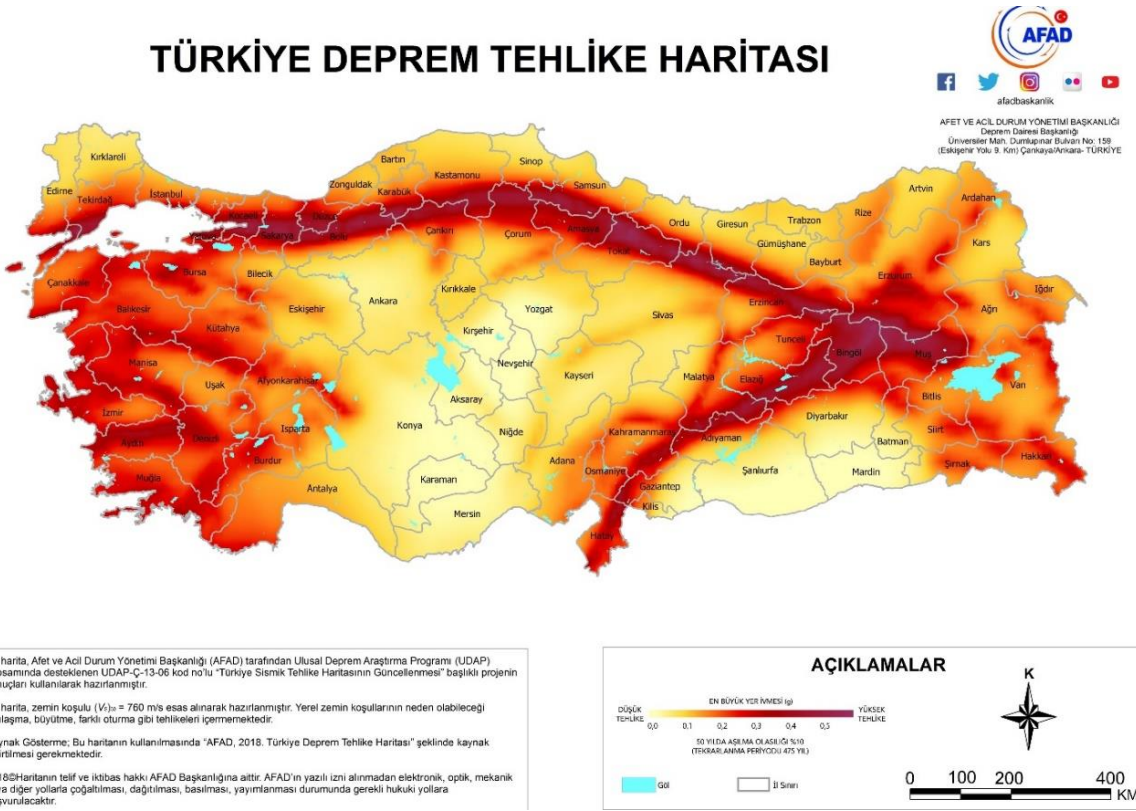 TÜRKİYE DEPREM TEHLİKE HARİTASI
AFAD
afadbaskanlik
AFET VE ACİL DURUM YÖNETİMİ BAŞKANLIĞI
Deprem Dairesi Başkanlığı
Üniversiler Mah. Dumlupınar Bulvarı No: 159
(Eskişehir Yolu 9. Km) Çankaya/Ankara- TÜRKİYE
Kırklareli
Edirne
Tekirdağ
İstanbul
Kocaeli
Yalova
Sakarya
Düzce
Bolu
Zonguldak
Bartın
Karabük
Kastamonu
Sinop
Samsun
Çankırı
Çorum
Amasya
Tokat
Ordu
Giresun
Trabzon
Gümüşhane
Bayburt
Rize
Artvin
Ardahan
Kars
Iğdır
Ağrı
Erzurum
Erzincan
Çanakkale
Balıkesir
Bursa
Bilecik
Kütahya
Eskişehir
Ankara
Kırıkkale
Yozgat
Kırşehir
Nevşehir
Sivas
Kayseri
Malatya
Tunceli
Elazığ
Bingöl
Muş
Van
Bitlis
Manisa
Uşak
Afyonkarahisar
İzmir
Aydın
Denizli
Isparta
Burdur
Muğla
Antalya
Konya
Aksaray
Niğde
Karaman
Mersin
Adana
Osmaniye
Kahramanmaraş
Adıyaman
Gaziantep
Kilis
Hatay
Şanlıurfa
Diyarbakır
Batman
Mardin
Siirt
Şırnak
Hakkari
harita, Afet ve Acil Durum Yönetimi Başkanlığı (AFAD) tarafından Ulusal Deprem Araştırma Programı (UDAP)
psamında desteklenen UDAP-Ç-13-06 kod no'lu "Türkiye Sismik Tehlike Haritasının Güncellenmesi" başlıklı projenin
nuçları kullanılarak hazırlanmıştır.
harita, zemin koşulu (Vs)30 = 760 m/s esas alınarak hazırlanmıştır. Yerel zemin koşullarının neden olabileceği
ılaşma, büyütme, farklı oturma gibi tehlikeleri içermemektedir.
ynak Gösterme; Bu haritanın kullanılmasında "AFAD, 2018. Türkiye Deprem Tehlike Haritası" şeklinde kaynak
irtilmesi gerekmektedir.
18©Haritanın telif ve iktibas hakkı AFAD Başkanlığına aittir. AFAD'ın yazılı izni alınmadan elektronik, optik, mekanik
a diğer yollarla çoğaltılması, dağıtılması, basılması, yayımlanması durumunda gerekli hukuki yollara
şvurulacaktır.
AÇIKLAMALAR
EN BÜYÜK YER İVMESİ (g)
DÜŞÜK TEHLİKE
YÜKSEK TEHLİKE
0,0 0,1 0,2 0,3 0,4 0,5
50 YILDA AŞILMA OLASILIĞI %10
(TEKRARLANMA PERİYODU 475 YIL)
Göl
İl Sınırı
K
0 100 200 400
KM